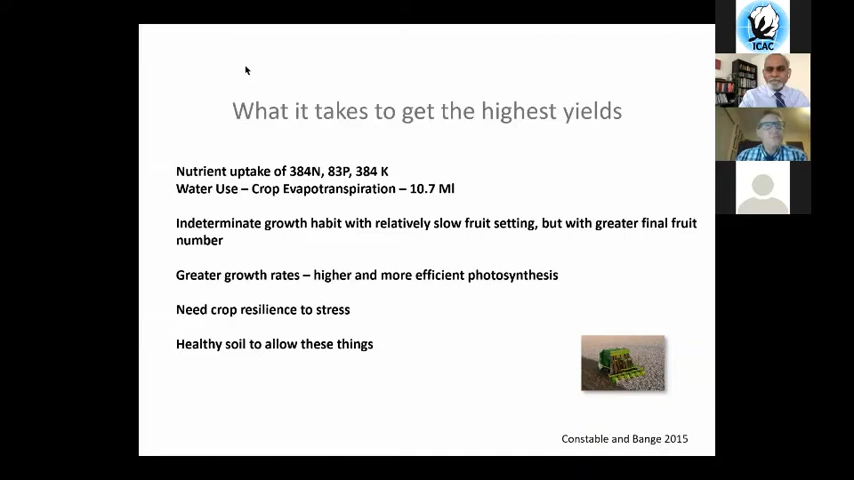 What it takes to get the highest yields
Nutrient uptake of 384N, 83P, 384 K
Water Use – Crop Evapotranspiration – 10.7 Ml
Indeterminate growth habit with relatively slow fruit setting, but with greater final fruit
number
Greater growth rates – higher and more efficient photosynthesis
Need crop resilience to stress
Healthy soil to allow these things
Constable and Bange 2015
ICAC